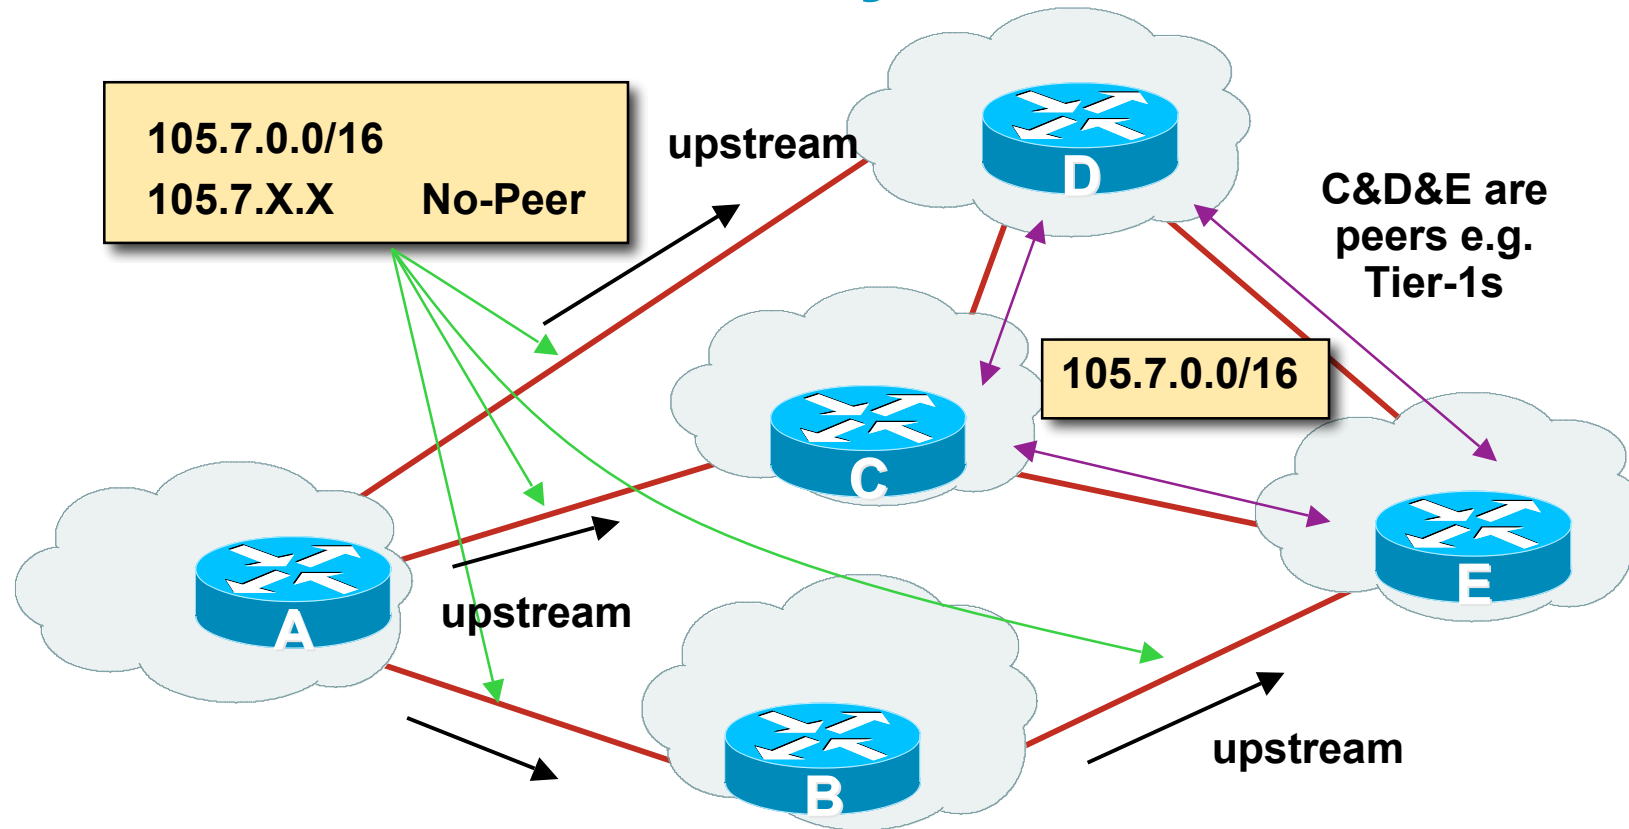 105.7.0.0/16
105.7.X.X No-Peer
upstream
D
C&D&E are
peers e.g.
Tier-1s
105.7.0.0/16
C
A
E
upstream
B
upstream